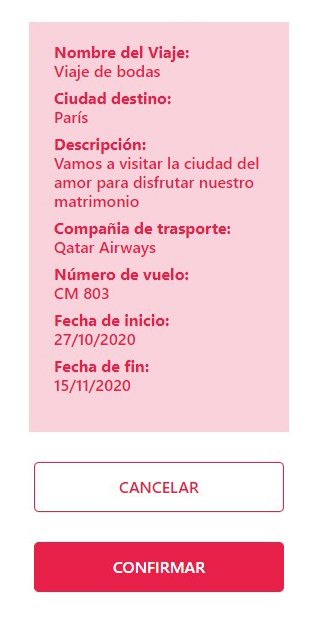 Nombre del Viaje:
Viaje de bodas
Ciudad destino:
París
Descripción:
Vamos a visitar la ciudad del
amor para disfrutar nuestro
matrimonio
Compañia de trasporte:
Qatar Airways
Número de vuelo:
CM 803
Fecha de inicio:
27/10/2020
Fecha de fin:
15/11/2020
CANCELAR
CONFIRMAR